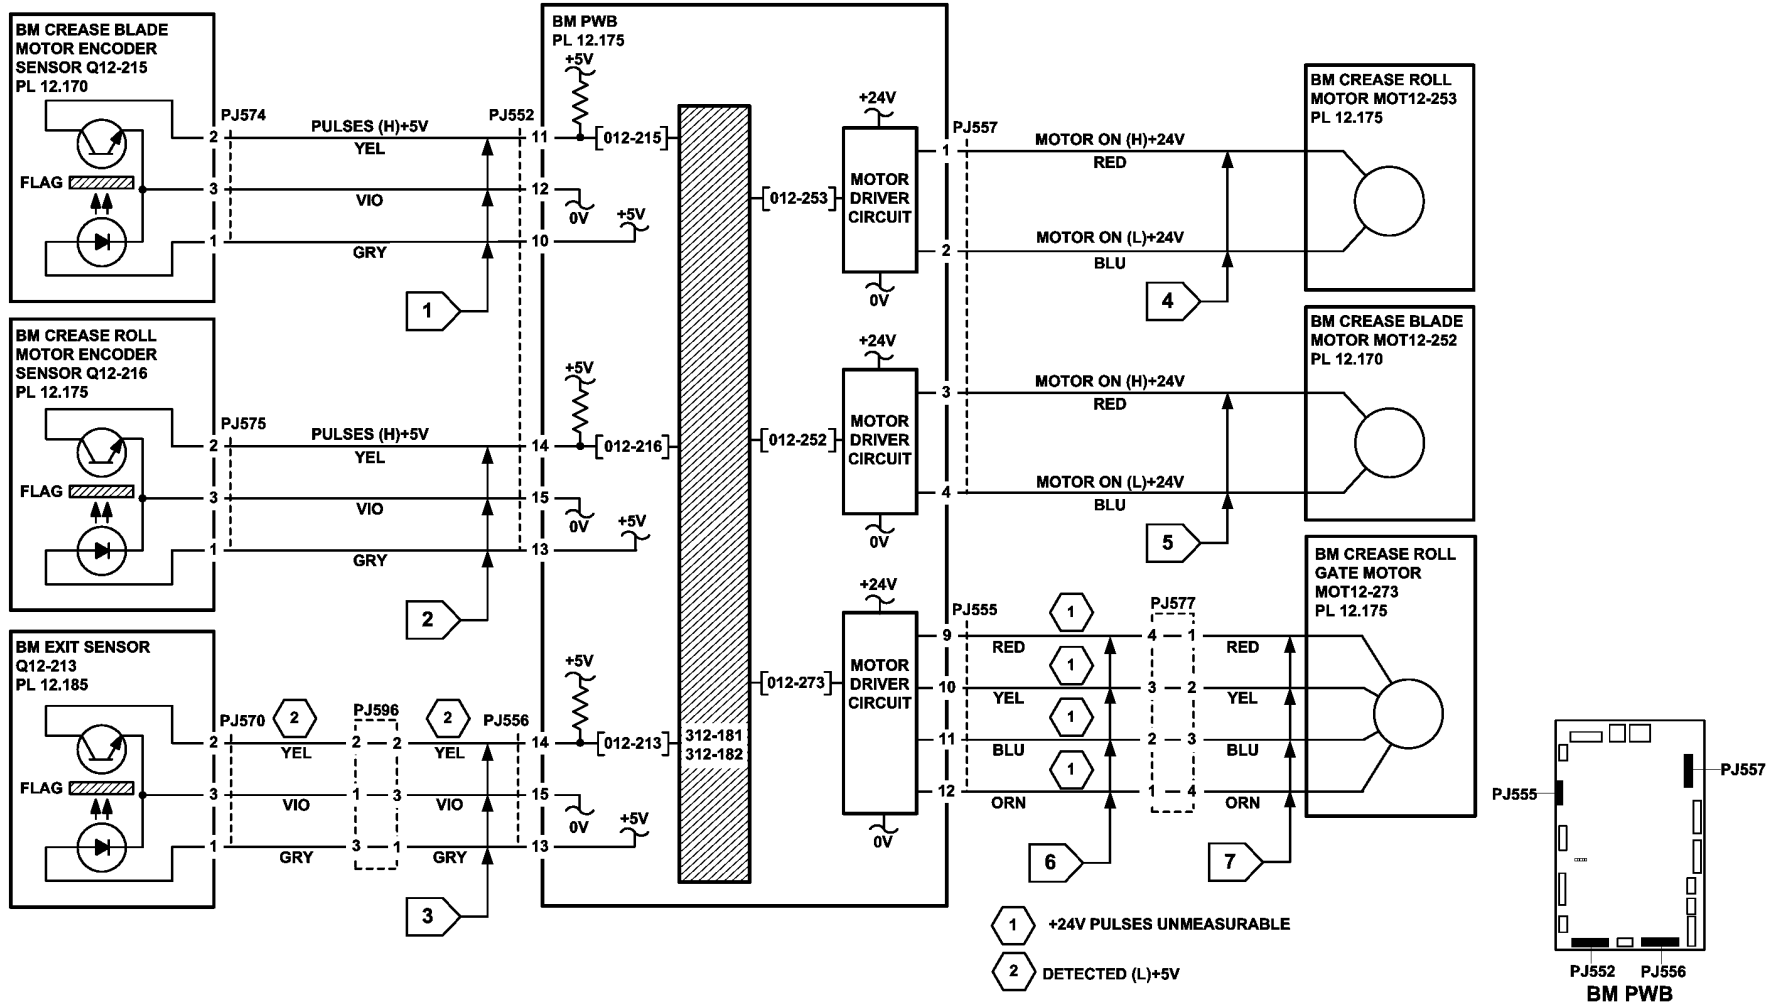 BM CREASE BLADE
MOTOR ENCODER
SENSOR Q12-215
PL 12.170
FLAG
PJ574
2
3
1
PULSES (H)+5V
YEL
VIO
GRY
1
PJ552
11
12
10
BM CREASE ROLL
MOTOR ENCODER
SENSOR Q12-216
PL 12.175
FLAG
PJ575
2
3
1
PULSES (H)+5V
YEL
VIO
GRY
2
14
15
13
BM EXIT SENSOR
Q12-213
PL 12.185
FLAG
PJ570
2
3
1
2
YEL
VIO
GRY
PJ596
2 2
1 3
3 1
2
YEL
VIO
GRY
3
PJ556
14
15
13
BM PWB
PL 12.175
+5V
012-215
0V
+5V
+5V
012-216
0V
+5V
+5V
012-213
0V
+5V
312-181
312-182
012-253
+24V
MOTOR
DRIVER
CIRCUIT
0V
012-252
+24V
MOTOR
DRIVER
CIRCUIT
0V
012-273
+24V
MOTOR
DRIVER
CIRCUIT
0V
PJ557
1
2
3
4
MOTOR ON (H)+24V
RED
MOTOR ON (L)+24V
BLU
4
BM CREASE ROLL
MOTOR MOT12-253
PL 12.175
MOTOR ON (H)+24V
RED
MOTOR ON (L)+24V
BLU
5
BM CREASE BLADE
MOTOR MOT12-252
PL 12.170
PJ555
9
10
11
12
1
RED
1
YEL
1
BLU
1
ORN
6
PJ577
4 1
3 2
2 3
1 4
RED
YEL
BLU
ORN
7
BM CREASE ROLL
GATE MOTOR
MOT12-273
PL 12.175
1 +24V PULSES UNMEASURABLE
2 DETECTED (L)+5V
PJ557
PJ555
PJ552 PJ556
BM PWB